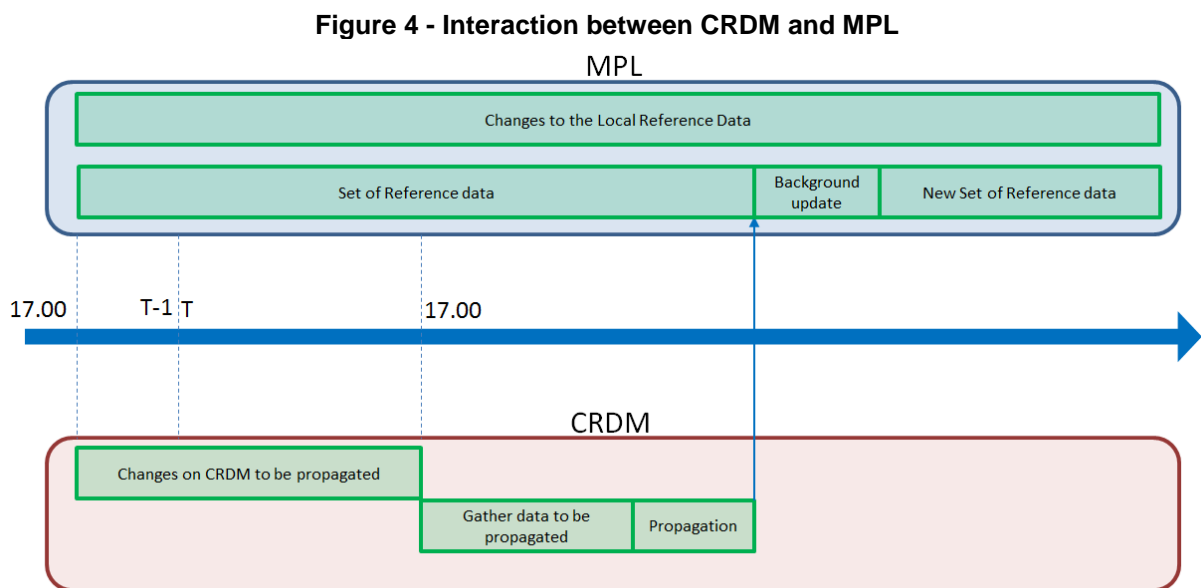 Figure 4 - Interaction between CRDM and MPL
MPL
Changes to the Local Reference Data
Set of Reference data
Background
update
New Set of Reference data
17.00
T-1
T
17.00
CRDM
Changes on CRDM to be propagated
Gather data to be
propagated
Propagation